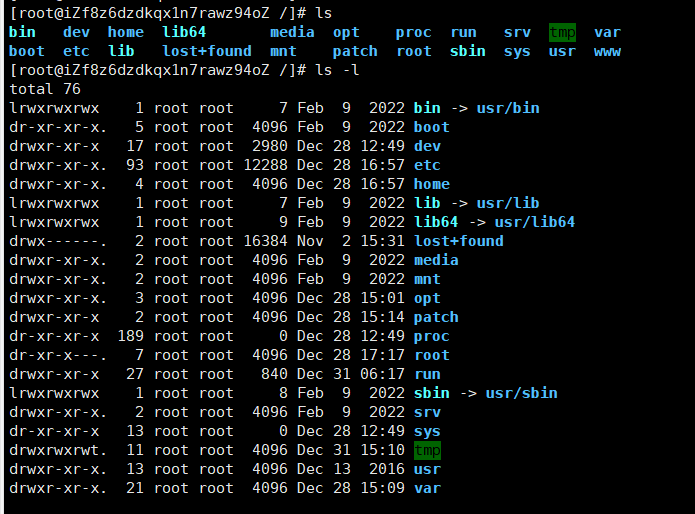 [root@iZf8z6dzdkqx1n7rawz94oZ /]# ls
bin   dev  home  lib64       media  opt    proc  run   srv  tmp  var
boot  etc  lib   lost+found  mnt    patch  root  sbin  sys  usr  www
[root@iZf8z6dzdkqx1n7rawz94oZ /]# ls -l
total 76
lrwxrwxrwx    1 root root     7 Feb  9  2022 bin -> usr/bin
dr-xr-xr-x.   5 root root  4096 Dec 28 16:57 boot
drwxr-xr-x   17 root root  2980 Dec 28 12:49 dev
drwxr-xr-x.  93 root root 12288 Dec 28 16:57 etc
drwxr-xr-x.   4 root root  4096 Dec 28 16:57 home
lrwxrwxrwx    1 root root     7 Feb  9  2022 lib -> usr/lib
lrwxrwxrwx    1 root root     9 Feb  9  2022 lib64 -> usr/lib64
drwx------.   2 root root 16384 Nov  2 15:31 lost+found
drwxr-xr-x.   2 root root  4096 Feb  9  2022 media
drwxr-xr-x.   2 root root  4096 Feb  9  2022 mnt
drwxr-xr-x.   3 root root  4096 Dec 28 15:01 opt
drwxr-xr-x    2 root root  4096 Dec 28 15:14 patch
dr-xr-xr-x  189 root root     0 Dec 28 12:49 proc
dr-xr-x---.   7 root root  4096 Dec 28 17:17 root
drwxr-xr-x   27 root root   840 Dec 31 06:17 run
lrwxrwxrwx    1 root root     8 Feb  9  2022 sbin -> usr/sbin
drwxr-xr-x.   2 root root  4096 Feb  9  2022 srv
dr-xr-xr-x   13 root root     0 Dec 28 12:49 sys
drwxrwxrwt.  11 root root  4096 Dec 31 15:10 tmp
drwxr-xr-x.  13 root root  4096 Dec 13  2016 usr
drwxr-xr-x.  21 root root  4096 Dec 28 15:09 var